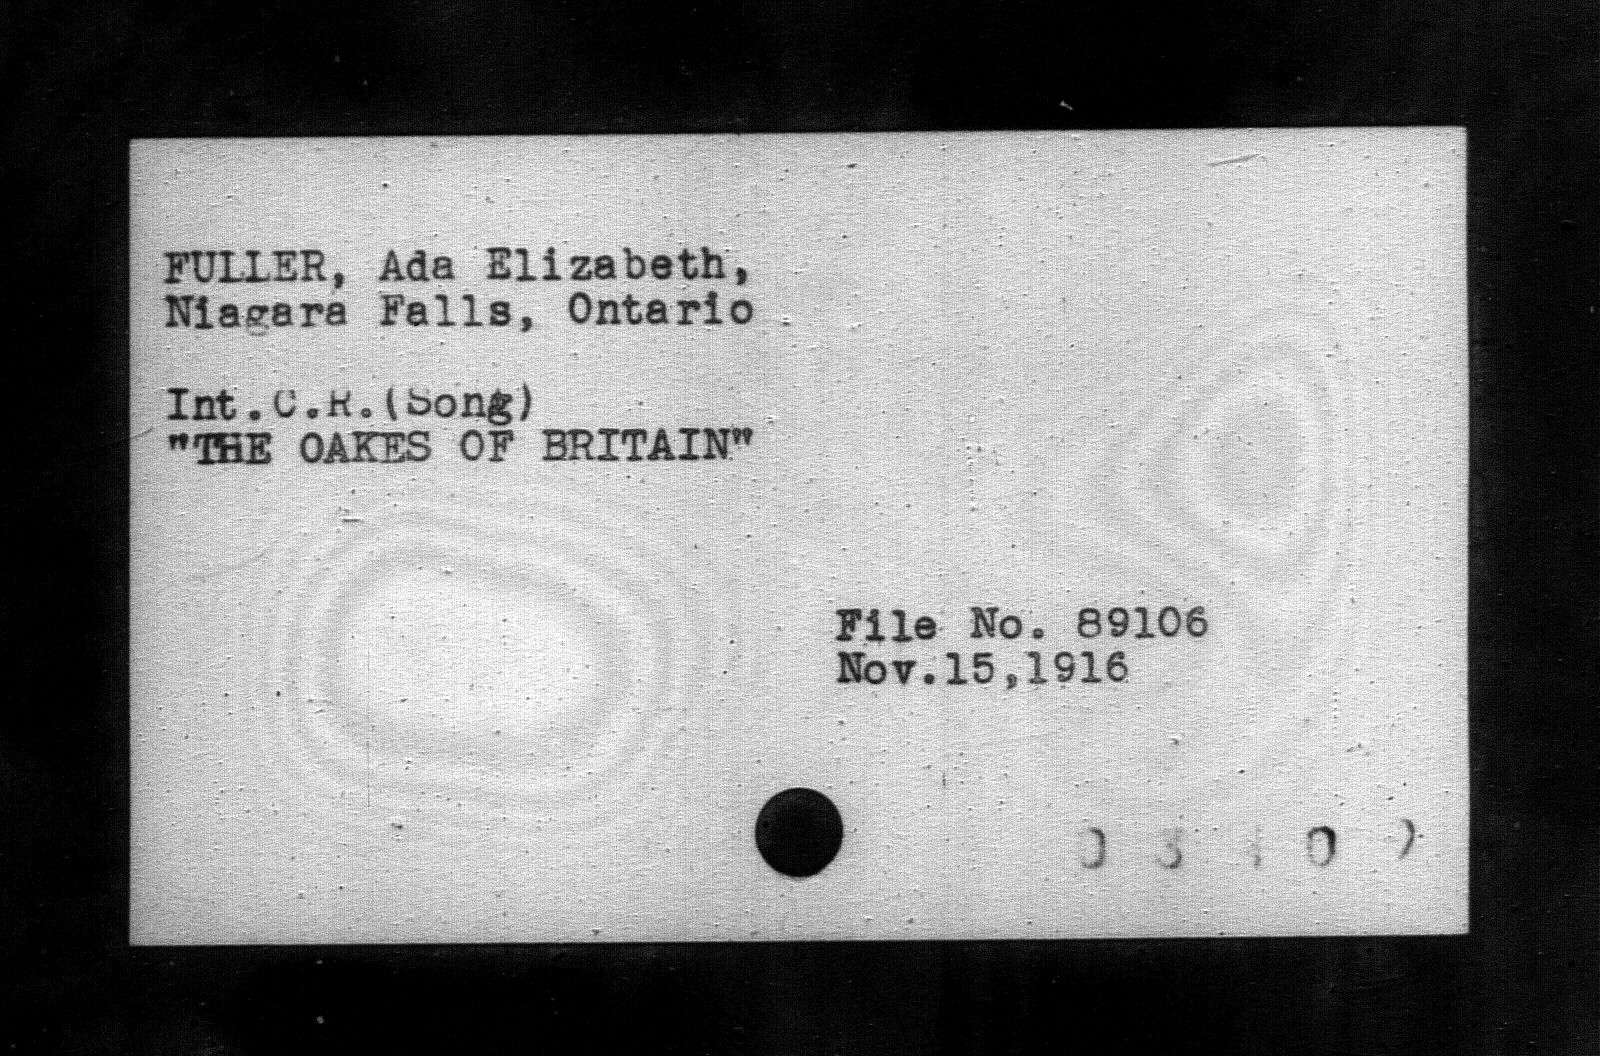 FULLER, Ada Elizabeth,
Niagara Falls, Ontario
Int.C.R.(Song)
"THE OAKES OF BRITAIN"
File No. 89106
Nov.15,1916